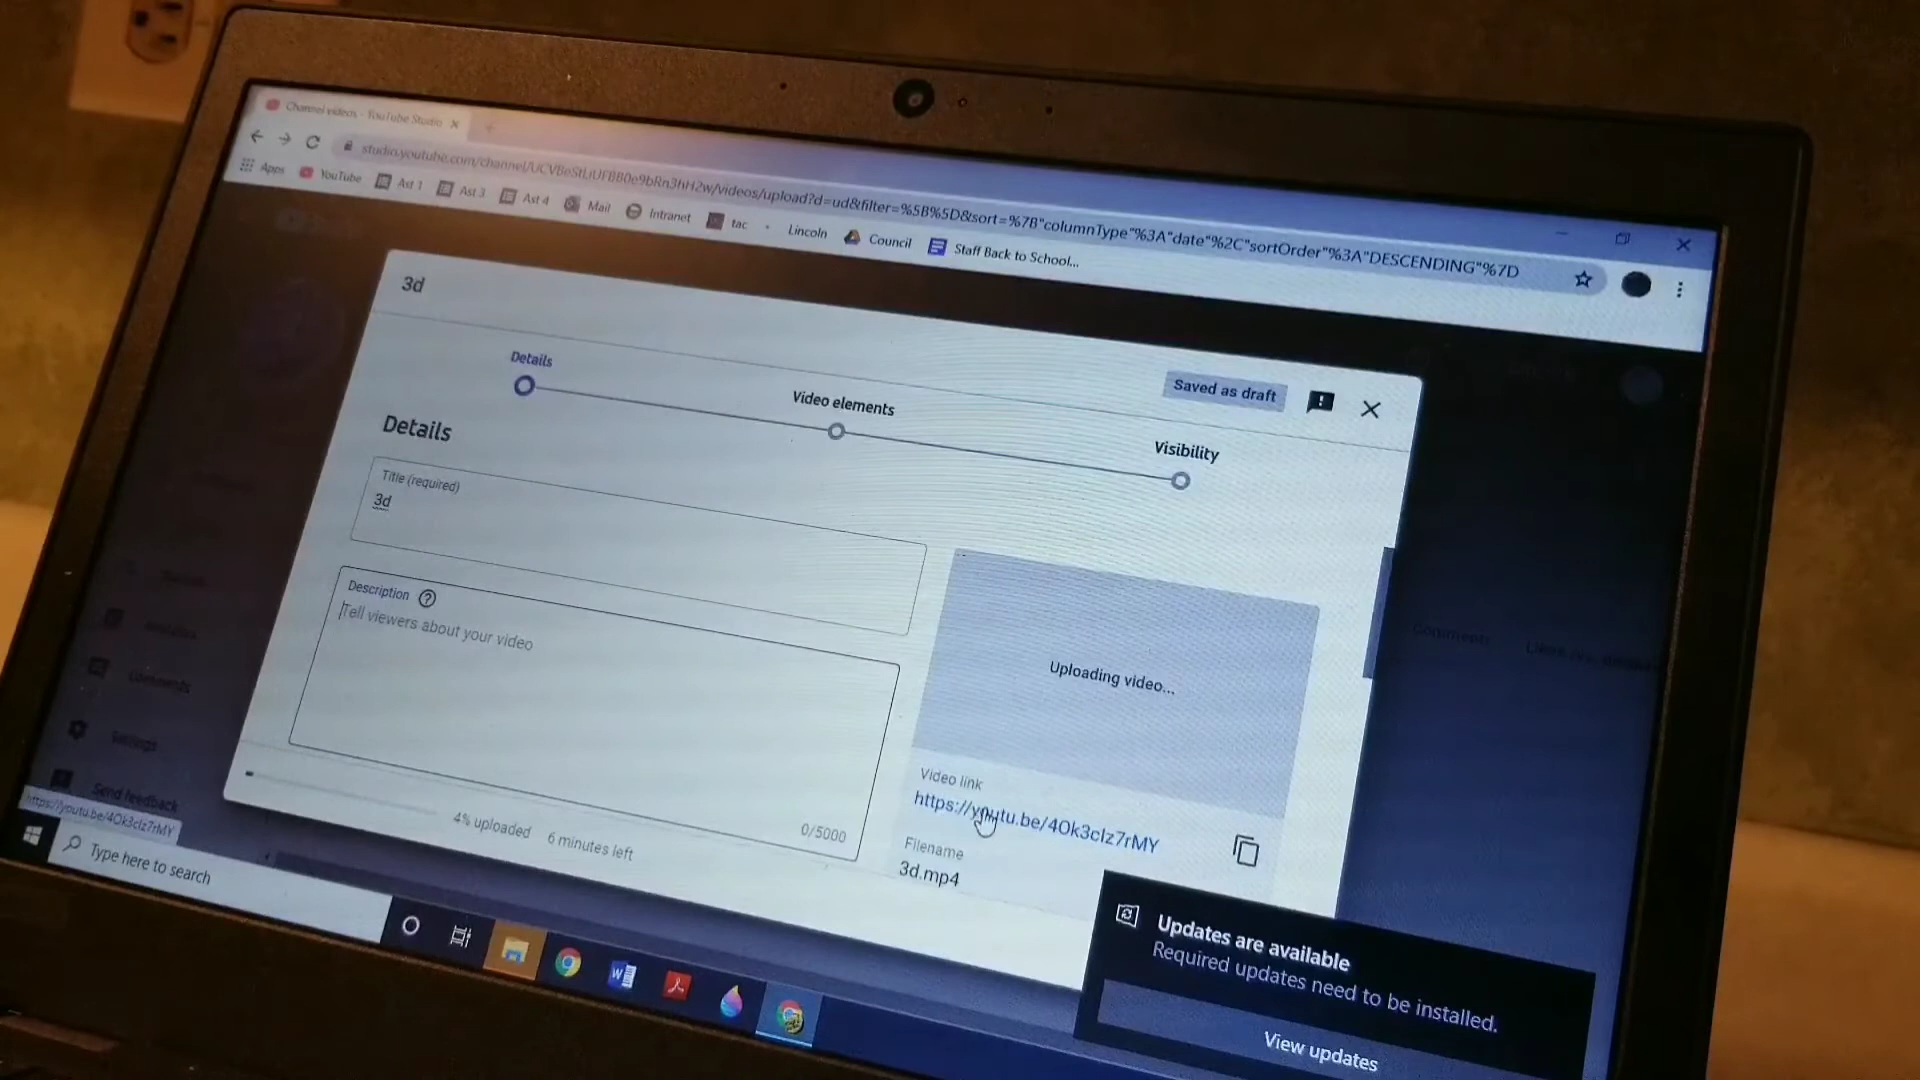 Channel videos - YouTube Studio
studio.youtube.com/channel/UCVBeStLiUFBB0e9bRn3hH2w/videos/upload?d=ud&filter=%5B%5D&sort=%7B"columnType"%3A"date"%2C"sortOrder"%3A"DESCENDING"%7D
Apps YouTube Ast 1 Ast 3 Ast 4 Mail Intranet tac Lincoln Council Staff Back to School...
3d
Saved as draft
Details
Video elements
Visibility
Details
Title (required)
3d
Description ?
Tell viewers about your video
0/5000
Uploading video...
Video link
https://youtu.be/4Ok3cIz7rMY
Filename
3d.mp4
4% uploaded 6 minutes left
Comments
Settings
Send feedback
https://youtu.be/4Ok3cIz7rMY
Comments
Type here to search
Updates are available
Required updates need to be installed.
View updates